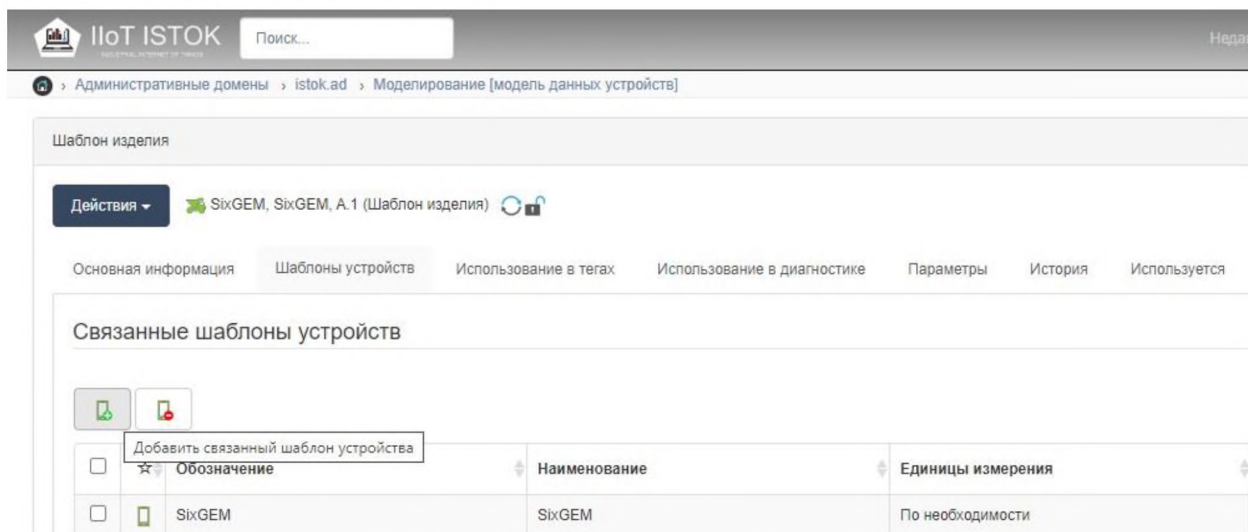 IIoT ISTOK
Поиск...
Недав
Административные домены › istok.ad › Моделирование [модель данных устройств]
Шаблон изделия
Действия
SixGEM, SixGEM, A.1 (Шаблон изделия)
Основная информация Шаблоны устройств Использование в тегах Использование в диагностике Параметры История Используется
Связанные шаблоны устройств
Добавить связанный шаблон устройства
Обозначение Наименование Единицы измерения
SixGEM SixGEM По необходимости